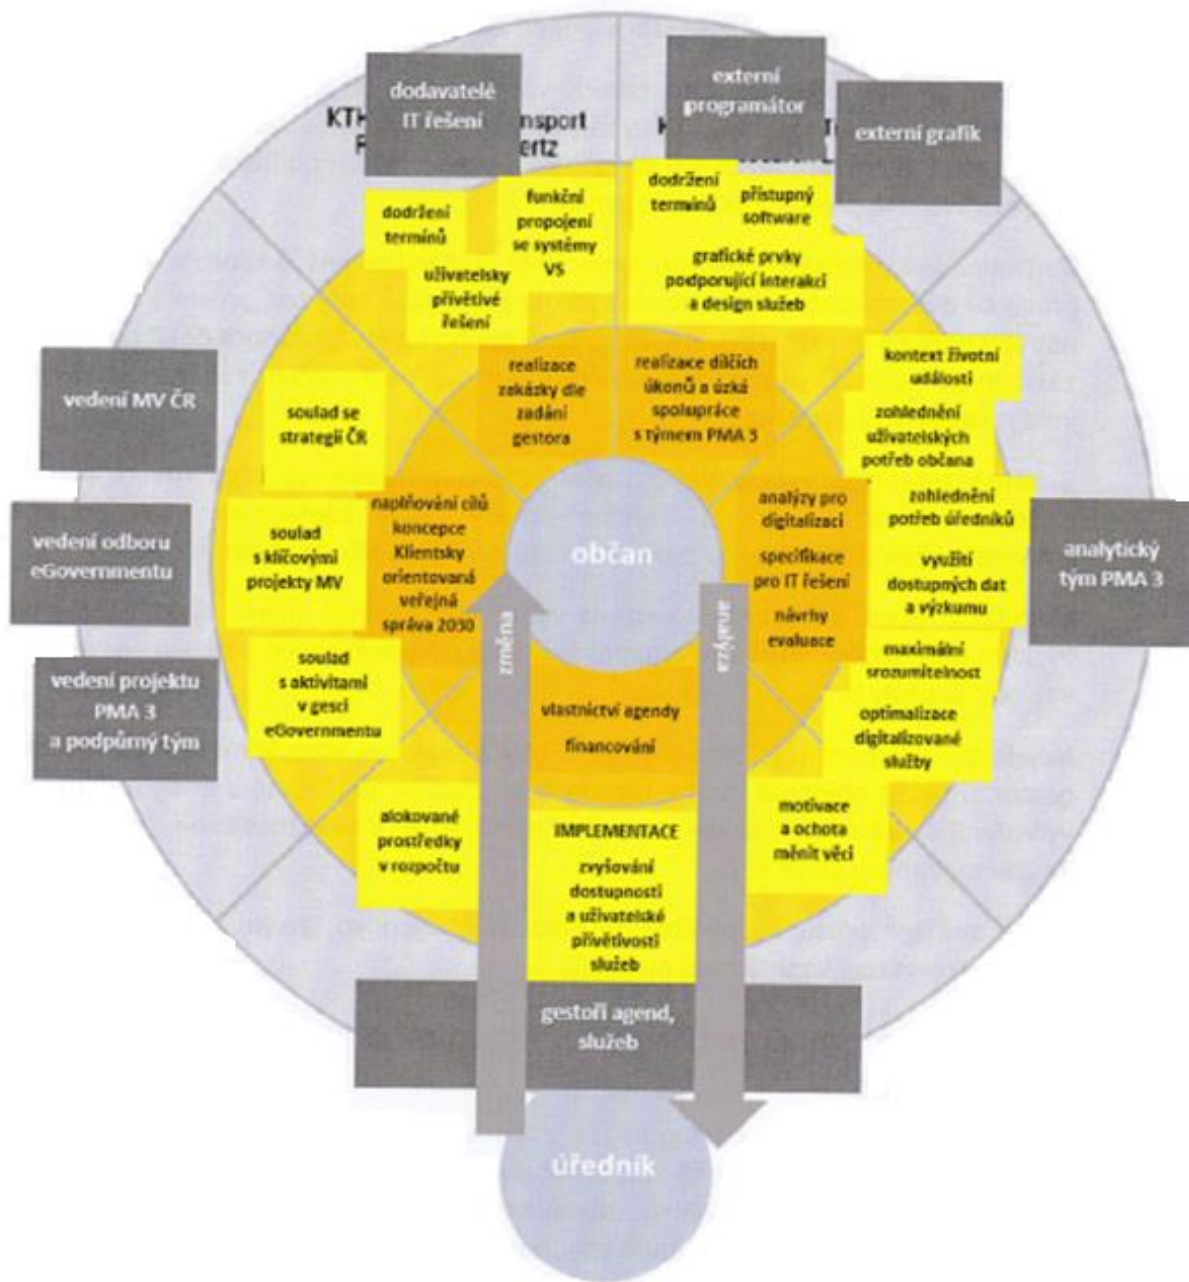 dodavatelé
IT řešení
externí
programátor
externí grafik
KTH
nsport
ertz
dodržení
termínů
funkční
propojení
se systémy
VS
uživatelsky
přívětivé
řešení
dodržení
termínů
přístupný
software
grafické prvky
podporující interakci
a design služeb
realizace
zakázky dle
zadání
gestora
realizace dílčích
úkonů a úzká
spolupráce
s týmem PMA 3
vedení MV ČR
vedení odboru
eGovernmentu
vedení projektu
PMA 3
a podpůrný tým
soulad se
strategií ČR
soulad
s klíčovými
projekty MV
soulad
s aktivitami
v gesci
eGovernmentu
naplňování cílů
koncepce
Klientsky
orientovaná
veřejná
správa 2030
občan
změna
analýza
analýzy pro
digitalizaci
specifikace
pro IT řešení
návrhy
evaluace
kontext životní
události
zohlednění
uživatelských
potřeb občana
zohlednění
potřeb úředníků
využití
dostupných dat
a výzkumu
maximální
srozumitelnost
optimalizace
digitalizované
služby
analytický
tým PMA 3
vlastnictví agendy
financování
alokované
prostředky
v rozpočtu
IMPLEMENTACE
zvyšování
dostupnosti
a uživatelské
přívětivosti
služeb
motivace
a ochota
měnit věci
gestoři agend,
služeb
úředník